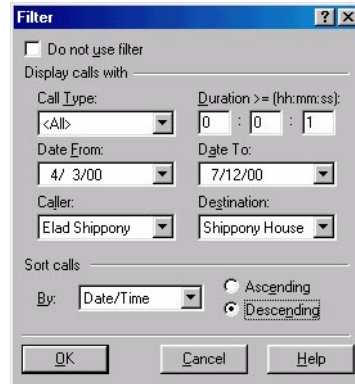 Filter
Do not use filter
Display calls with
Call Type: Duration >= (hh:mm:ss):
<All> 0 : 0 : 1
Date From: Date To:
4/ 3/00 7/12/00
Caller: Destination:
Elad Shippony Shippony House
Sort calls
Ascending
By: Date/Time
Descending
OK Cancel Help